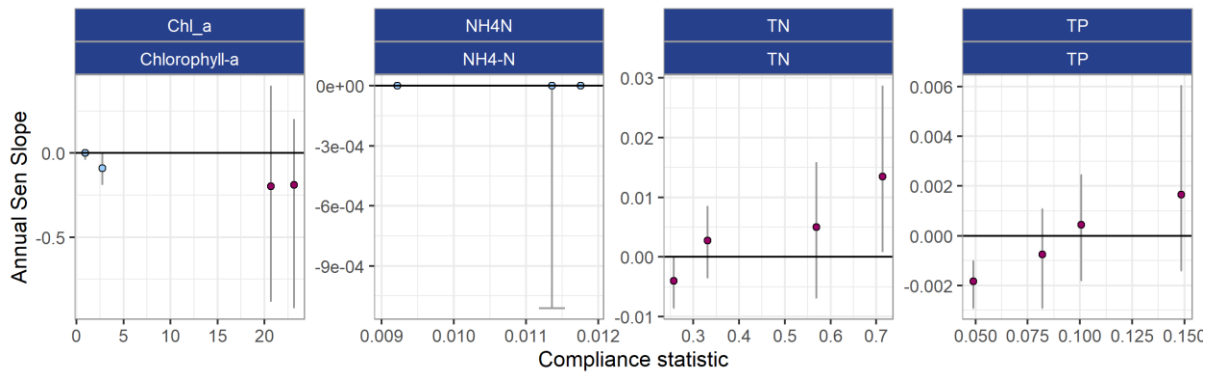 Chl_a NH4N TN TP
Chlorophyll-a NH4-N TN TP
Annual Sen Slope
0.0
-0.5
0 5 10 15 20
0e+00
-3e-04
-6e-04
-9e-04
0.009 0.010 0.011 0.012
0.03
0.02
0.01
0.00
-0.01
0.3 0.4 0.5 0.6 0.7
0.006
0.004
0.002
0.000
-0.002
0.050 0.075 0.100 0.125 0.150
Compliance statistic